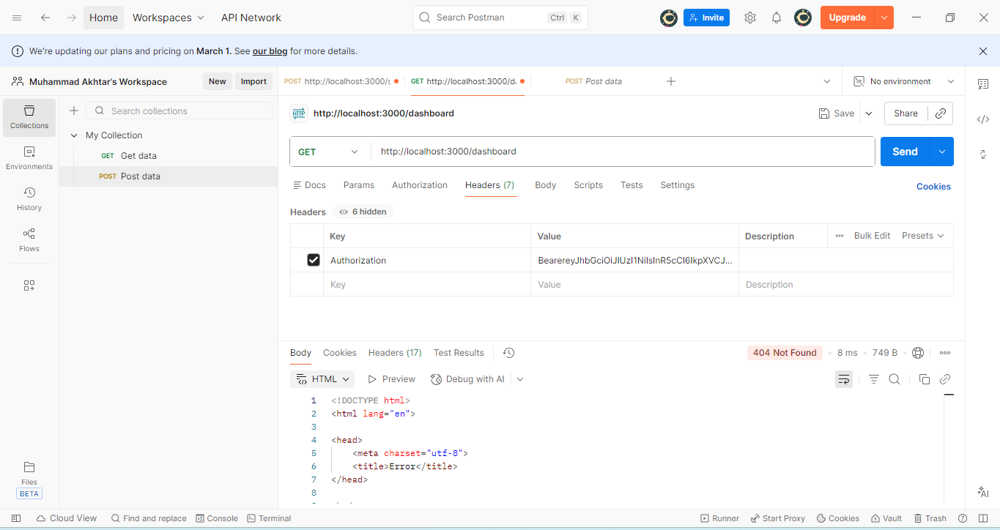 Home Workspaces API Network Search Postman Ctrl K Invite Upgrade
We're updating our plans and pricing on March 1. See our blog for more details.
Muhammad Akhtar's Workspace New Import
POST http://localhost:3000/s GET http://localhost:3000/d. POST Post data No environment
Collections
Environments
History
Flows
Files
BETA
Search collections
My Collection
GET Get data
POST Post data
HTTP http://localhost:3000/dashboard Save Share
GET http://localhost:3000/dashboard Send
Docs Params Authorization Headers (7) Body Scripts Tests Settings Cookies
Headers 6 hidden
Key Value Description Bulk Edit Presets
Authorization BearereyJhbGciOiJIUzI1NiIsInR5cCI6IkpXVCJ...
Key Value Description
Body Cookies Headers (17) Test Results 404 Not Found 8 ms 749 B
HTML Preview Debug with AI
1 <!DOCTYPE html>
2 <html lang="en">
3
4 <head>
5 <meta charset="utf-8">
6 <title>Error</title>
7 </head>
8
AI
Cloud View Find and replace Console Terminal Runner Start Proxy Cookies Vault Trash